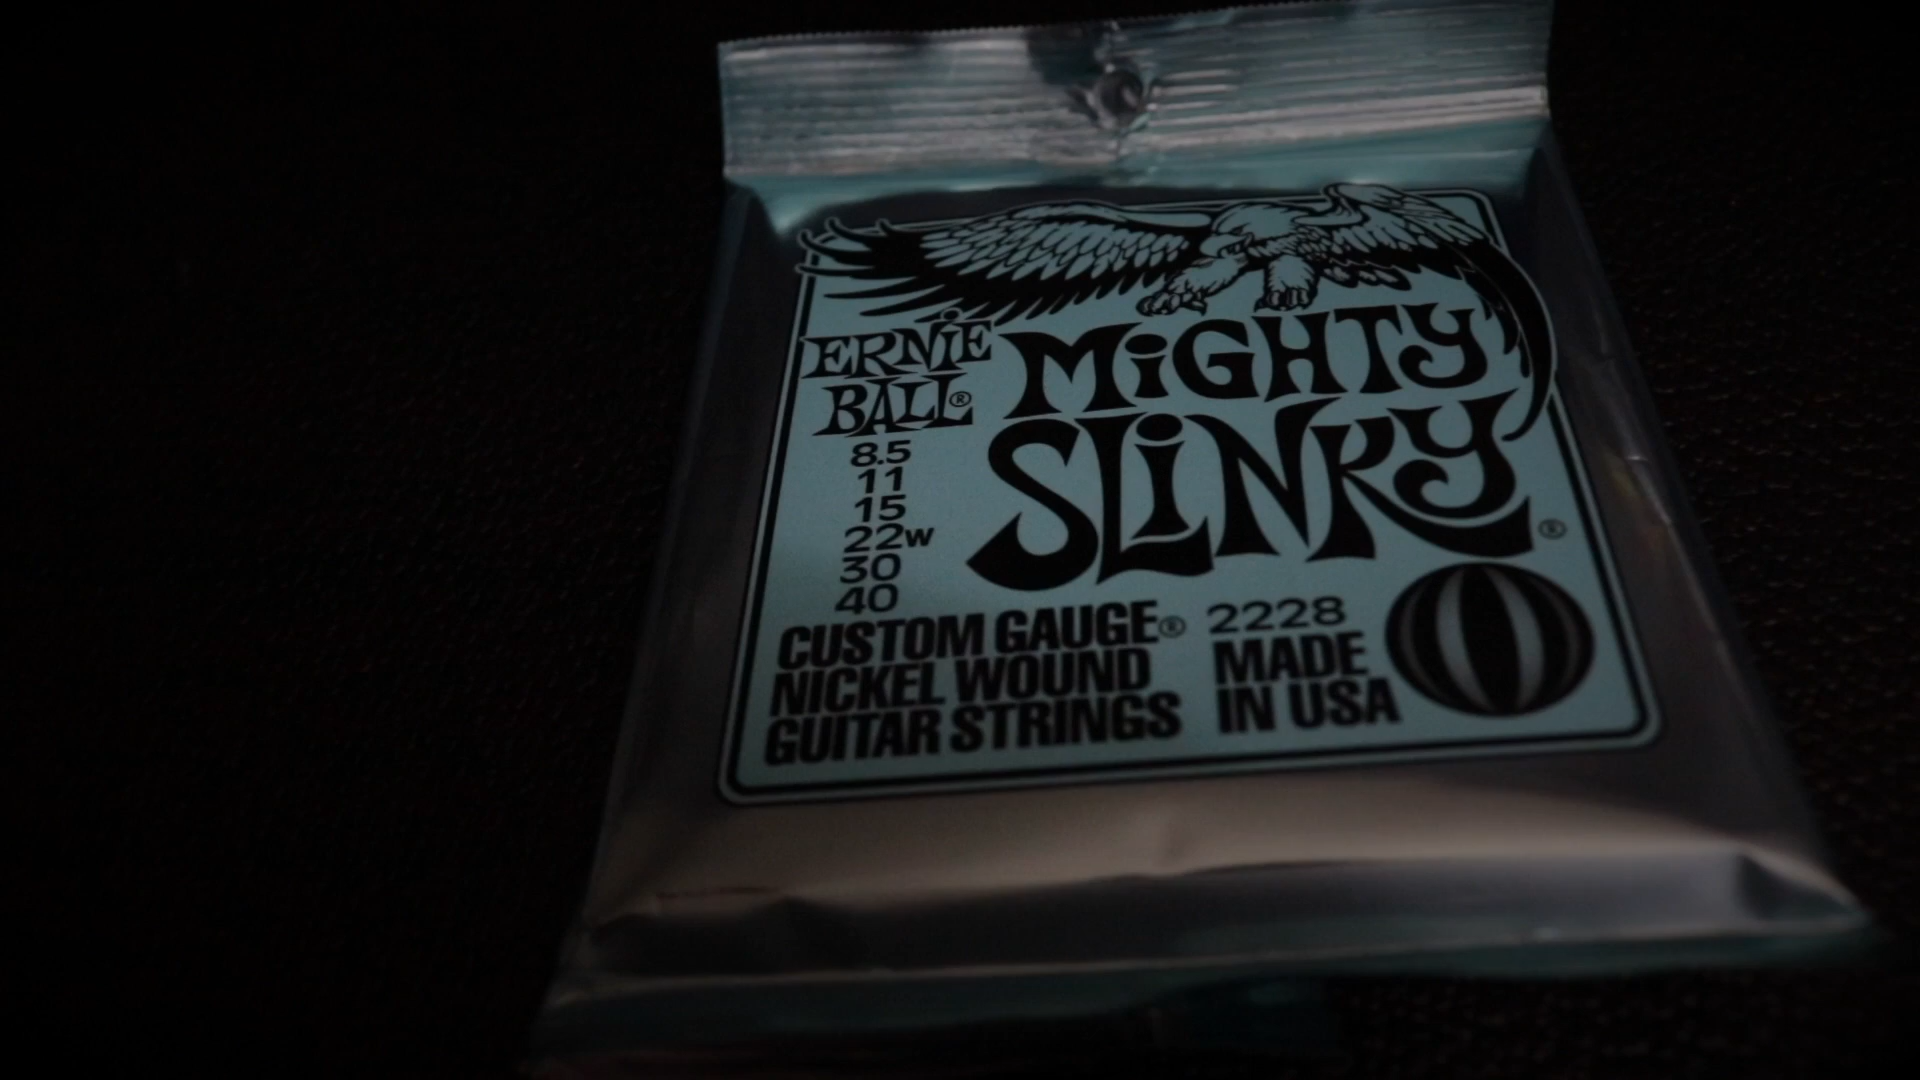 ERNiE
BALL®
MiGHTY
SLiNKY®
8.5
11
15
22w
30
40
CUSTOM GAUGE®
NICKEL WOUND
GUITAR STRINGS
2228
MADE
IN USA